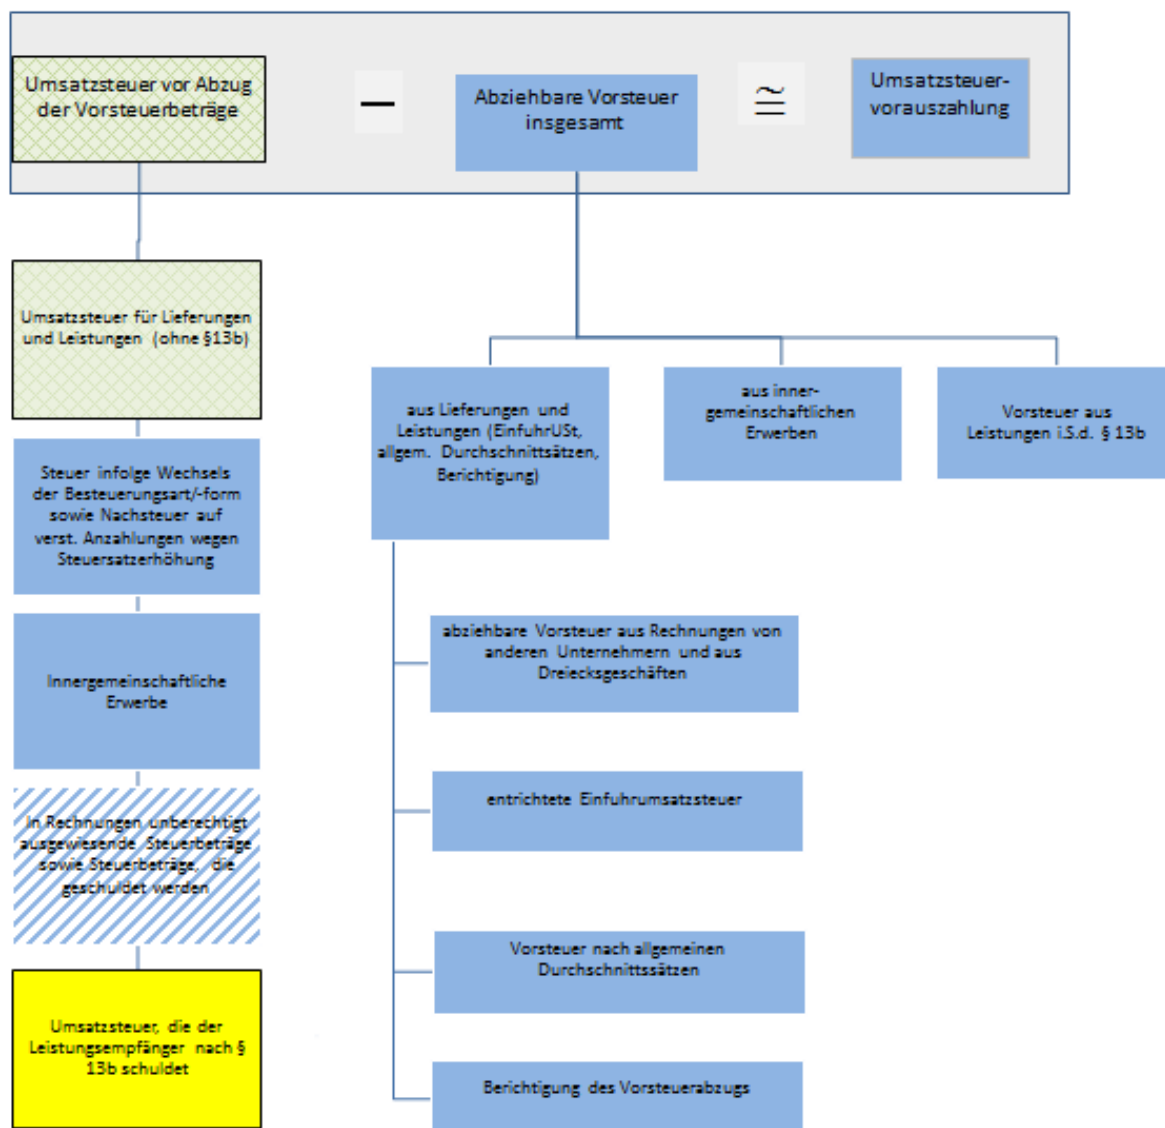 Umsatzsteuer vor Abzug
der Vorsteuerbeträge
−
Abziehbare Vorsteuer
insgesamt
≅
Umsatzsteuer-
vorauszahlung
Umsatzsteuer für Lieferungen
und Leistungen (ohne §13b)
Steuer infolge Wechsels
der Besteuerungsart/-form
sowie Nachsteuer auf
verst. Anzahlungen wegen
Steuersatzerhöhung
Innergemeinschaftliche
Erwerbe
In Rechnungen unberechtigt
ausgewiesende Steuerbeträge
sowie Steuerbeträge, die
geschuldet werden
Umsatzsteuer, die der
Leistungsempfänger nach §
13b schuldet
aus Lieferungen und
Leistungen (EinfuhrUSt,
allgem. Durchschnittsätzen,
Berichtigung)
aus inner-
gemeinschaftlichen
Erwerben
Vorsteuer aus
Leistungen i.S.d. § 13b
abziehbare Vorsteuer aus Rechnungen von
anderen Unternehmern und aus
Dreiecksgeschäften
entrichtete Einfuhrumsatzsteuer
Vorsteuer nach allgemeinen
Durchschnittssätzen
Berichtigung des Vorsteuerabzugs